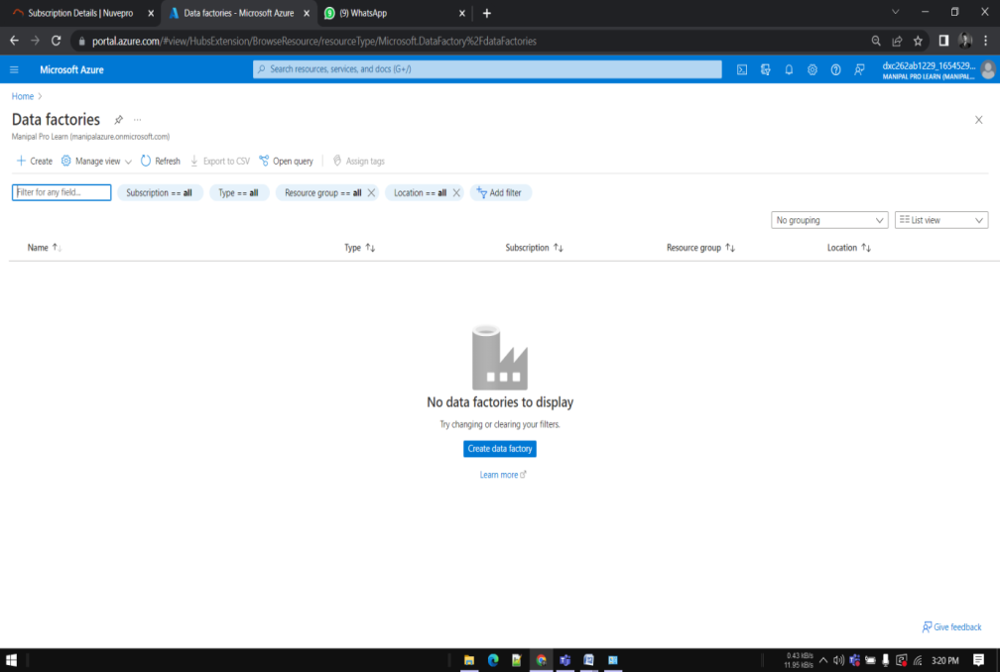 Subscription Details | Nuvepro
Data factories - Microsoft Azure
(9) WhatsApp
portal.azure.com/#view/HubsExtension/BrowseResource/resourceType/Microsoft.DataFactory%2FdataFactories
Microsoft Azure
Search resources, services, and docs (G+/)
dxc262ab1229_1654529...
MANIPAL PRO LEARN (MANIPAL...
Home >
Data factories
Manipal Pro Learn (manipalazure.onmicrosoft.com)
Create Manage view Refresh Export to CSV Open query Assign tags
Filter for any field... Subscription == all Type == all Resource group == all Location == all Add filter
No grouping List view
Name Type Subscription Resource group Location
No data factories to display
Try changing or clearing your filters.
Create data factory
Learn more
Give feedback
0.43 kB/s
11.95 kB/s
3:20 PM